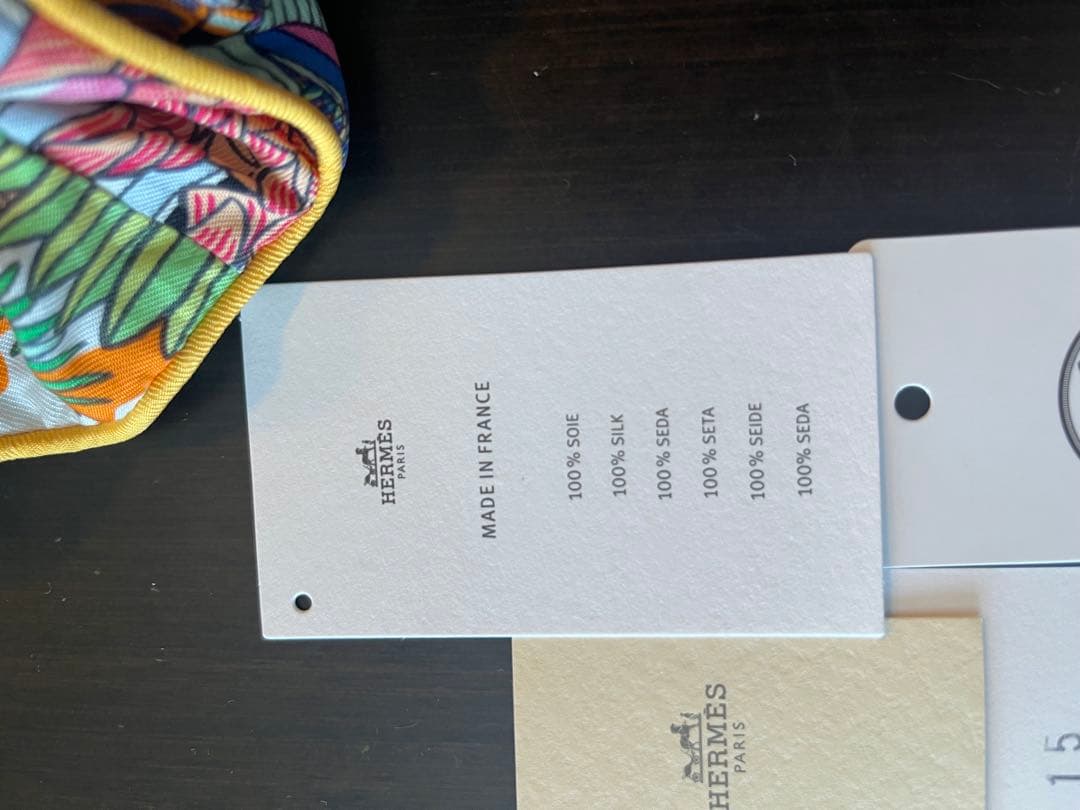 HERMÈS
PARIS
MADE IN FRANCE
100% SOIE
100% SILK
100% SEDA
100% SETA
100% SEIDE
100% SEDA
HERMÈS
PARIS
15